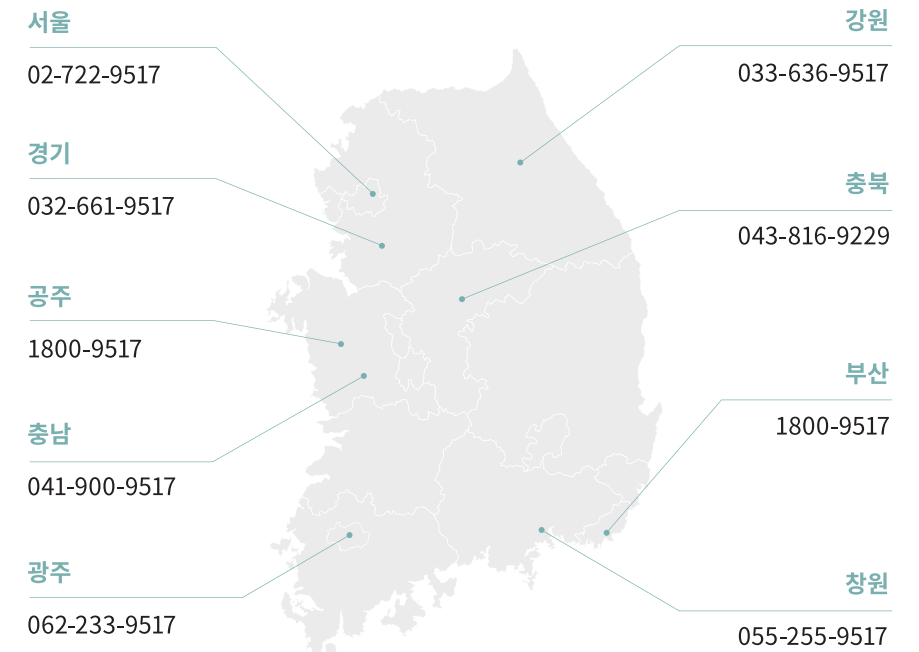 서울
02-722-9517
경기
032-661-9517
공주
1800-9517
충남
041-900-9517
광주
062-233-9517
강원
033-636-9517
충북
043-816-9229
부산
1800-9517
창원
055-255-9517